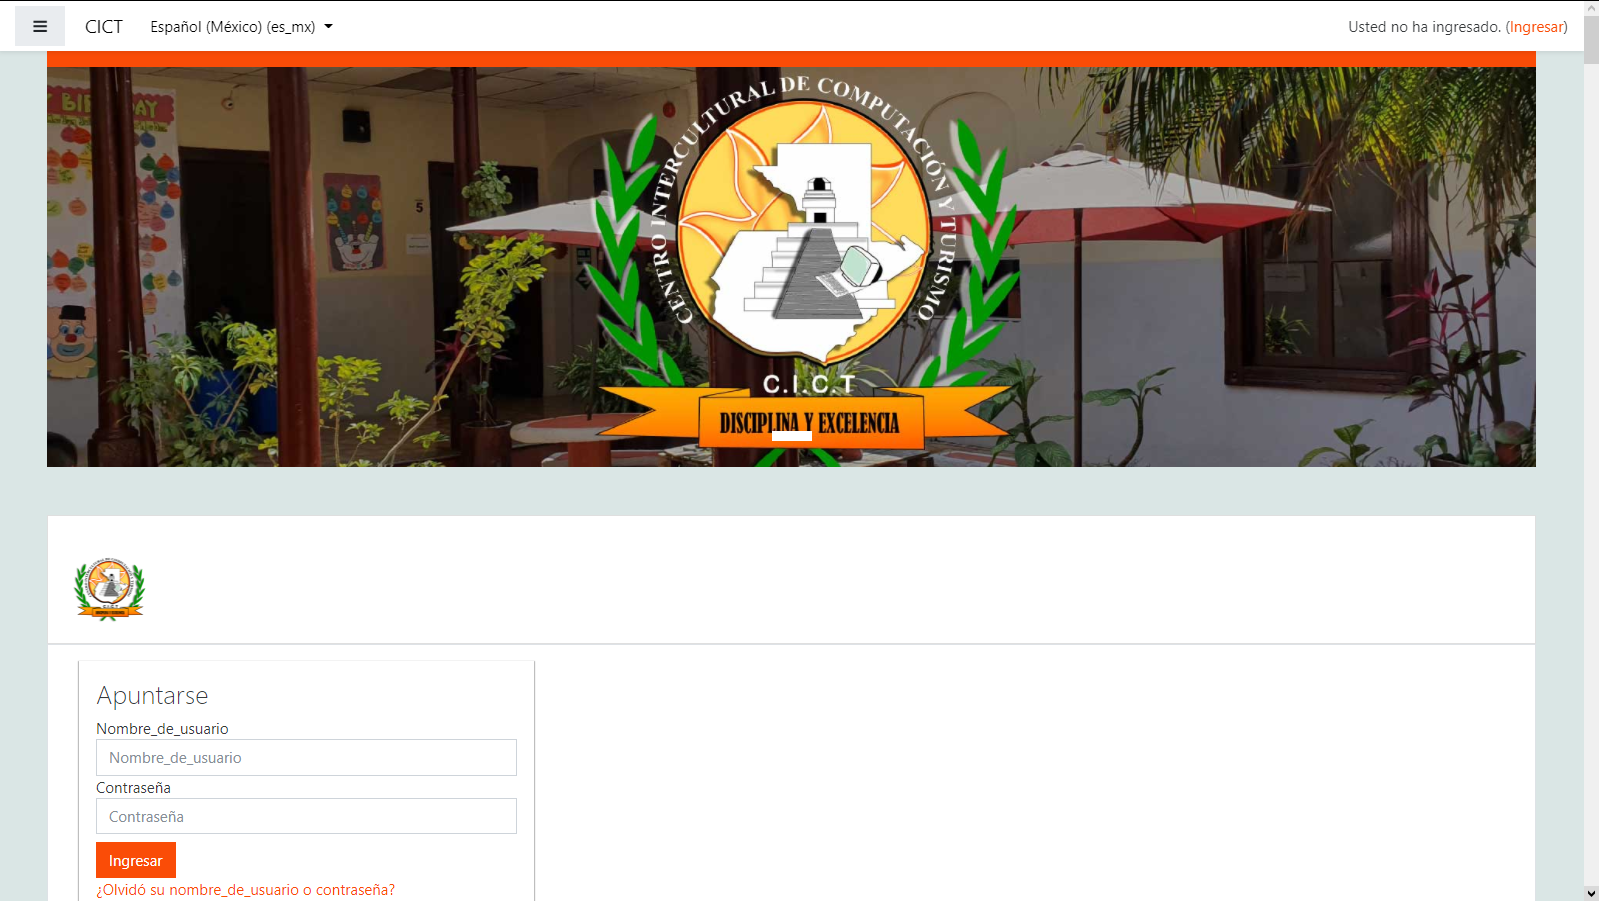 CICT Español (México) (es_mx) Usted no ha ingresado. (Ingresar)
CENTRO INTERCULTURAL DE COMPUTACIÓN Y TURISMO
5
C.I.C.T
DISCIPLINA Y EXCELENCIA
Apuntarse
Nombre_de_usuario
Nombre_de_usuario
Contraseña
Contraseña
Ingresar
¿Olvidó su nombre_de_usuario o contraseña?